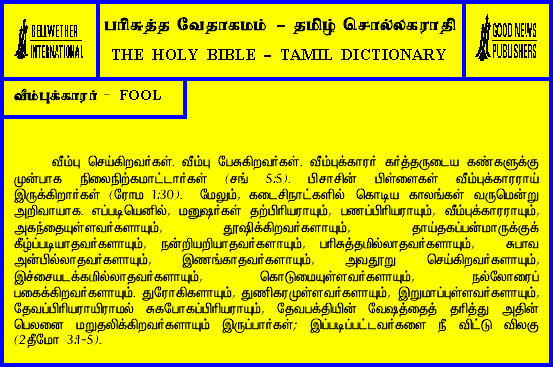 BELLWETHER
INTERNATIONAL
பரிசுத்த வேதாகமம் – தமிழ் சொல்லகராதி
THE HOLY BIBLE – TAMIL DICTIONARY
GOOD NEWS
PUBLISHERS
வீம்புக்காரர் - FOOL
வீம்பு செய்கிறவர்கள். வீம்பு பேசுகிறவர்கள். வீம்புக்காரர் கர்த்தருடைய கண்களுக்கு
முன்பாக நிலைநிற்கமாட்டார்கள் (சங் 5:5). பிசாசின் பிள்ளைகள் வீம்புக்காரராய்
இருக்கிறார்கள் (ரோம 1:30). மேலும், கடைசிநாட்களில் கொடிய காலங்கள் வருமென்று
அறிவாயாக. எப்படியெனில், மனுஷர்கள் தற்பிரியராயும், பணப்பிரியராயும், வீம்புக்காரராயும்,
அகந்தையுள்ளவர்களாயும், தூஷிக்கிறவர்களாயும், தாய்தகப்பன்மாருக்குக்
கீழ்ப்படியாதவர்களாயும், நன்றியறியாதவர்களாயும், பரிசுத்தமில்லாதவர்களாயும், சுபாவ
அன்பில்லாதவர்களாயும், இணங்காதவர்களாயும், அவதூறு செய்கிறவர்களாயும்,
இச்சையடக்கமில்லாதவர்களாயும், கொடுமையுள்ளவர்களாயும், நல்லோரைப்
பகைக்கிறவர்களாயும். துரோகிகளாயும், துணிகரமுள்ளவர்களாயும், இறுமாப்புள்ளவர்களாயும்,
தேவப்பிரியராயிராமல் சுகபோகப்பிரியராயும், தேவபக்தியின் வேஷத்தைத் தரித்து அதின்
பெலனை மறுதலிக்கிறவர்களாயும் இருப்பார்கள்; இப்படிப்பட்டவர்களை நீ விட்டு விலகு
(2தீமோ 3:1-5).